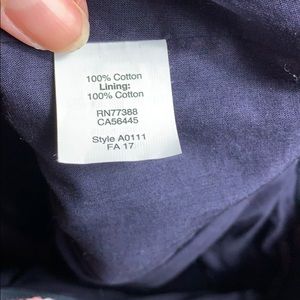 100% Cotton
Lining:
100% Cotton
RN77388
CA56445
Style A0111
FA 17